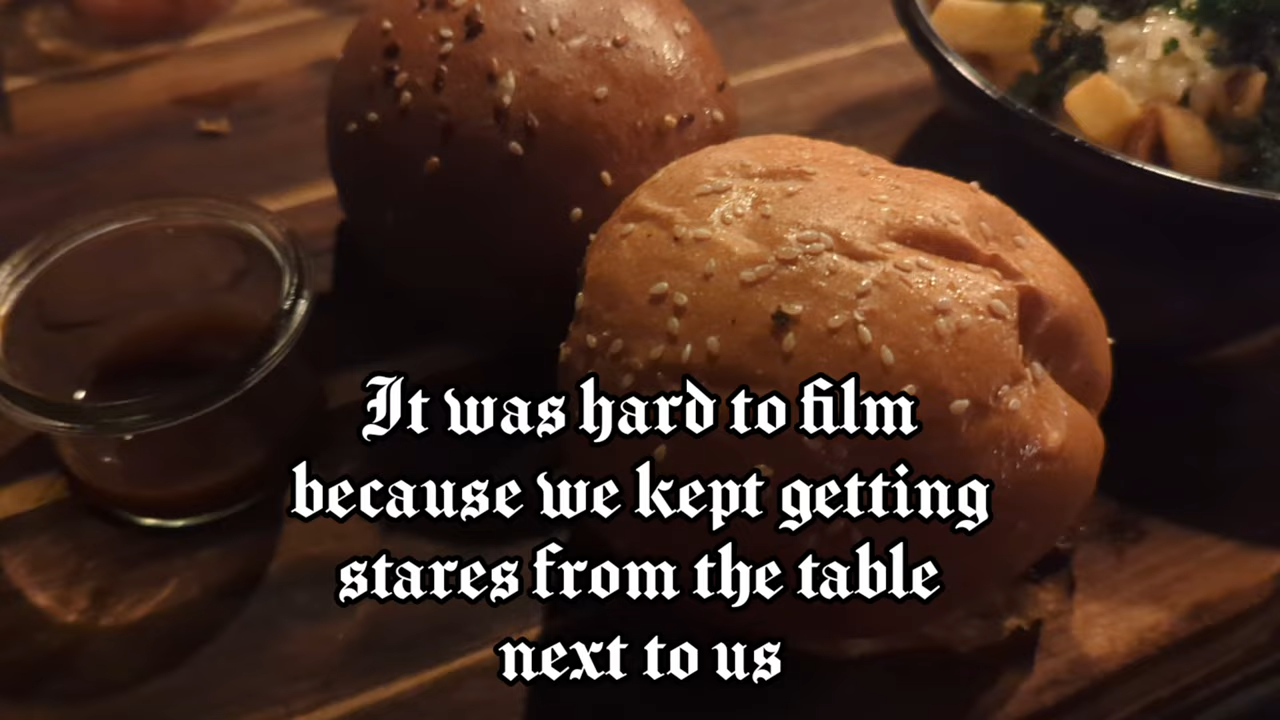 It was hard to film
because we kept getting
stares from the table
next to us